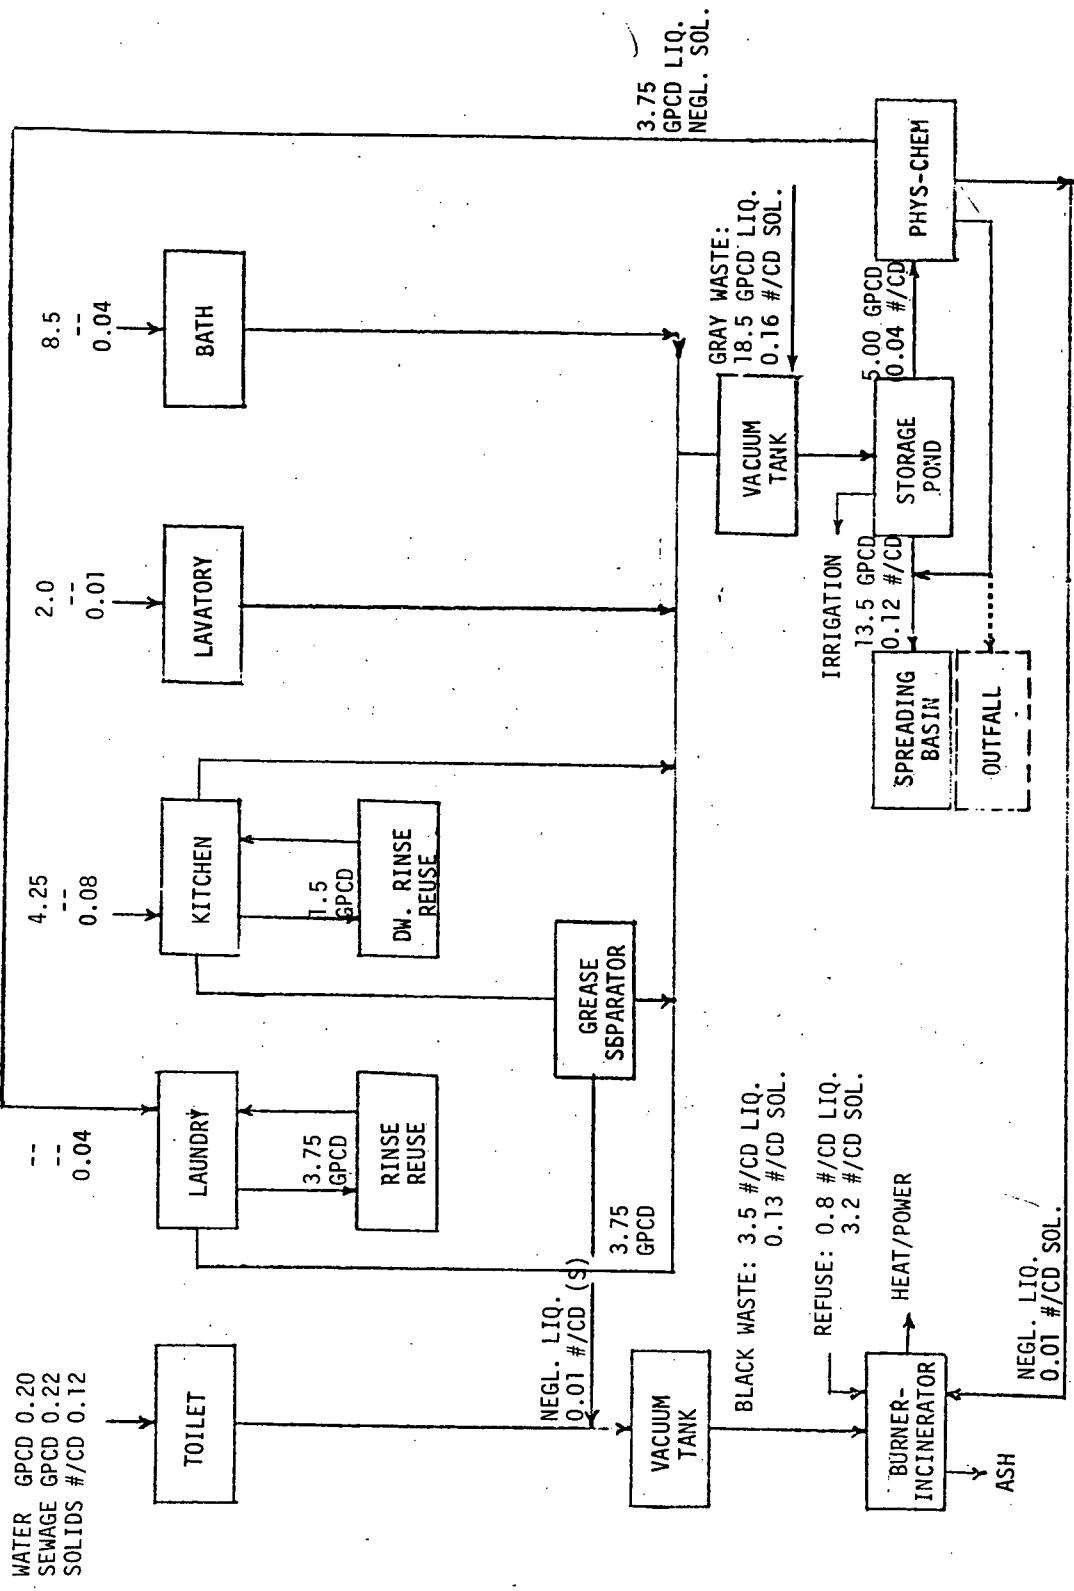 WATER GPCD 0.20
SEWAGE GPCD 0.22
SOLIDS #/CD 0.12
--
--
0.04
4.25
--
0.08
2.0
--
0.01
8.5
--
0.04
TOILET
LAUNDRY
KITCHEN
LAVATORY
BATH
3.75
GPCD
1.5
GPCD
RINSE
REUSE
DW. RINSE
REUSE
GREASE
SEPARATOR
NEGL. LIQ.
0.01 #/CD (S)
3.75
GPCD
3.75
GPCD LIQ.
NEGL. SOL.
VACUUM
TANK
VACUUM
TANK
GRAY WASTE:
18.5 GPCD LIQ.
0.16 #/CD SOL.
BLACK WASTE: 3.5 #/CD LIQ.
0.13 #/CD SOL.
REFUSE: 0.8 #/CD LIQ.
3.2 #/CD SOL.
IRRIGATION
13.5 GPCD
0.12 #/CD
5.00 GPCD
0.04 #/CD
BURNER-
INCINERATOR
HEAT/POWER
ASH
SPREADING
BASIN
STORAGE
POND
PHYS-CHEM
OUTFALL
NEGL. LIQ.
0.01 #/CD SOL.